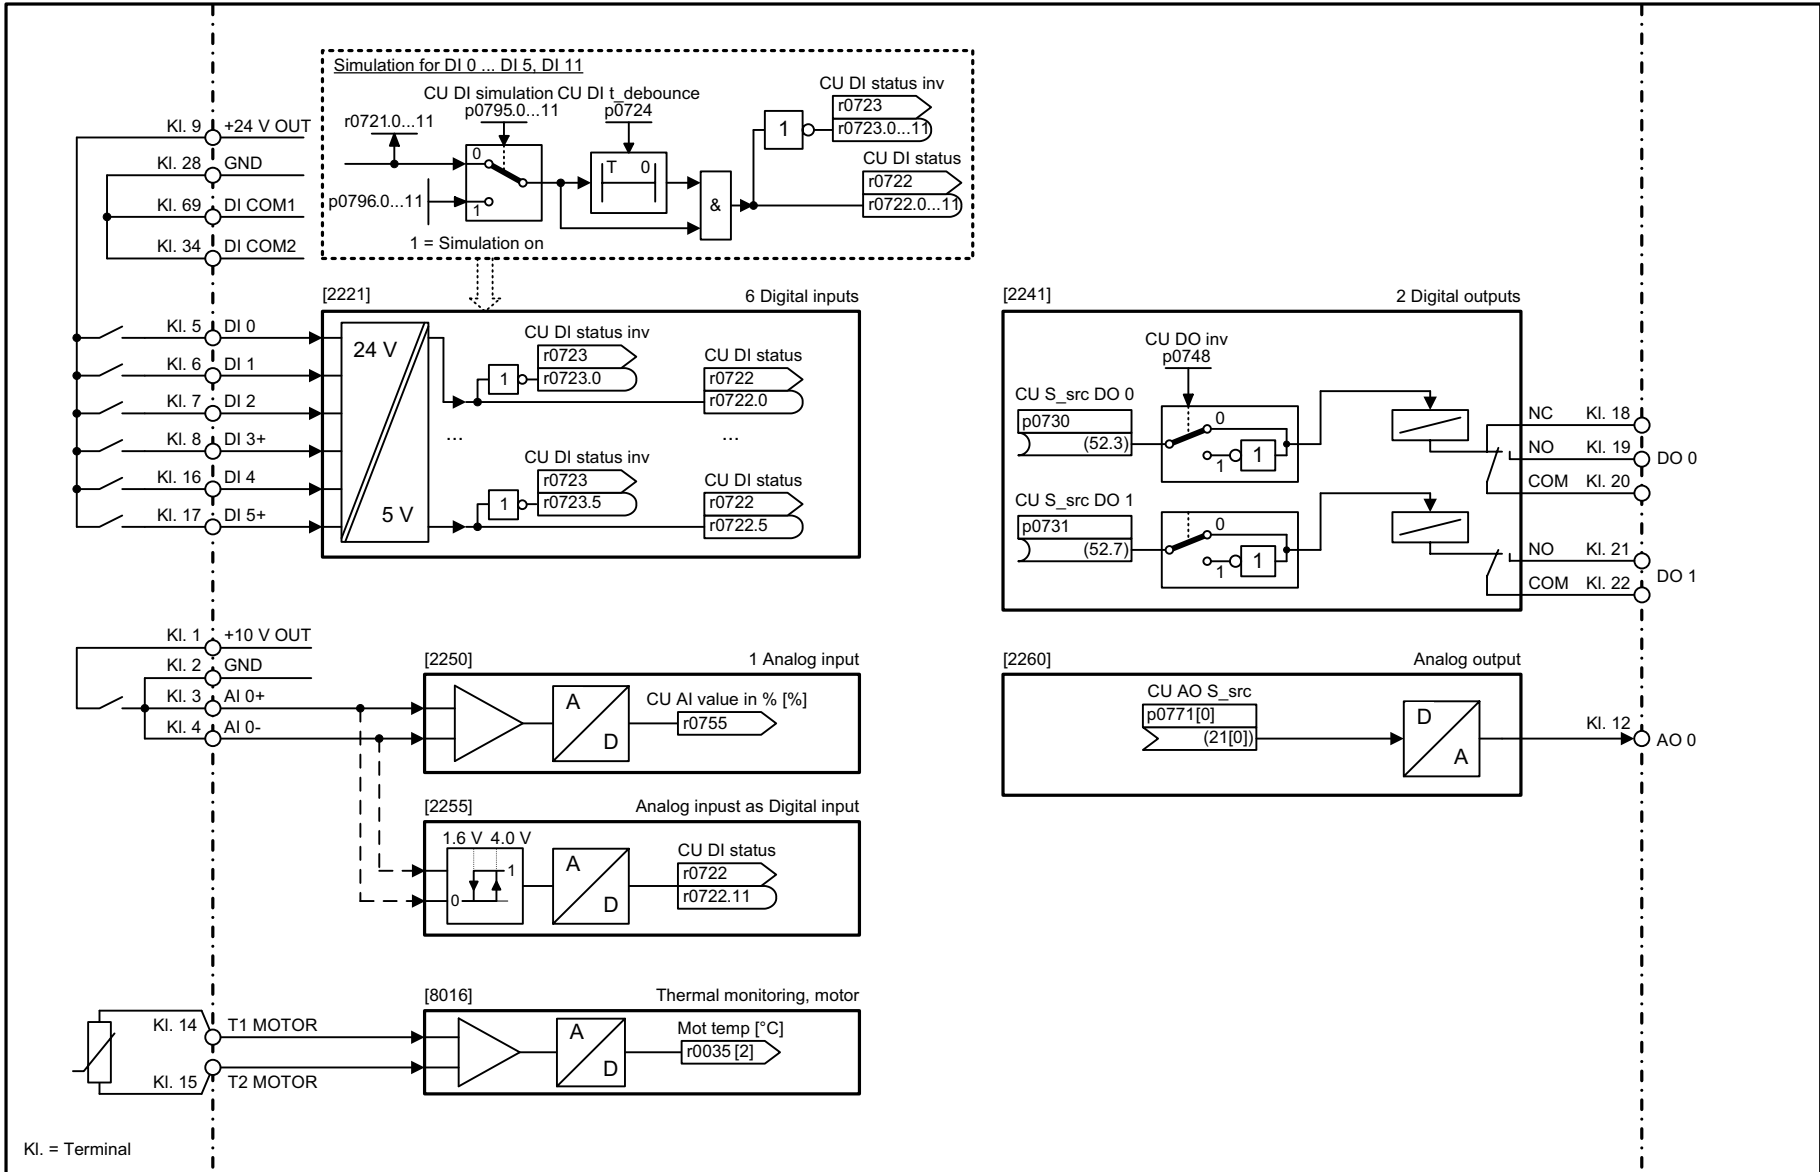 Simulation for DI 0 ... DI 5, DI 11
CU DI simulation
p0795.0...11
CU DI t_debounce
p0724
r0721.0...11
p0796.0...11
0
1
T 0
&
1
1 = Simulation on
CU DI status inv
r0723
r0723.0...11
CU DI status
r0722
r0722.0...11
Kl. 9 +24 V OUT
Kl. 28 GND
Kl. 69 DI COM1
Kl. 34 DI COM2
[2221] 6 Digital inputs
Kl. 5 DI 0
Kl. 6 DI 1
Kl. 7 DI 2
Kl. 8 DI 3+
Kl. 16 DI 4
Kl. 17 DI 5+
24 V
5 V
CU DI status inv
r0723
r0723.0
1
CU DI status
r0722
r0722.0
... ...
CU DI status inv
r0723
r0723.5
1
CU DI status
r0722
r0722.5
[2241] 2 Digital outputs
CU DO inv
p0748
CU S_src DO 0
p0730
(52.3)
0
1
1
NC Kl. 18
NO Kl. 19
DO 0
COM Kl. 20
CU S_src DO 1
p0731
(52.7)
0
1
1
NO Kl. 21
DO 1
COM Kl. 22
Kl. 1 +10 V OUT
Kl. 2 GND
Kl. 3 AI 0+
Kl. 4 AI 0-
[2250] 1 Analog input
A
D
CU AI value in % [%]
r0755
[2260] Analog output
CU AO S_src
p0771[0]
(21[0])
D
A
Kl. 12
AO 0
[2255] Analog inpust as Digital input
1.6 V 4.0 V
1
0
A
D
CU DI status
r0722
r0722.11
[8016] Thermal monitoring, motor
Kl. 14 T1 MOTOR
Kl. 15 T2 MOTOR
A
D
Mot temp [°C]
r0035 [2]
Kl. = Terminal